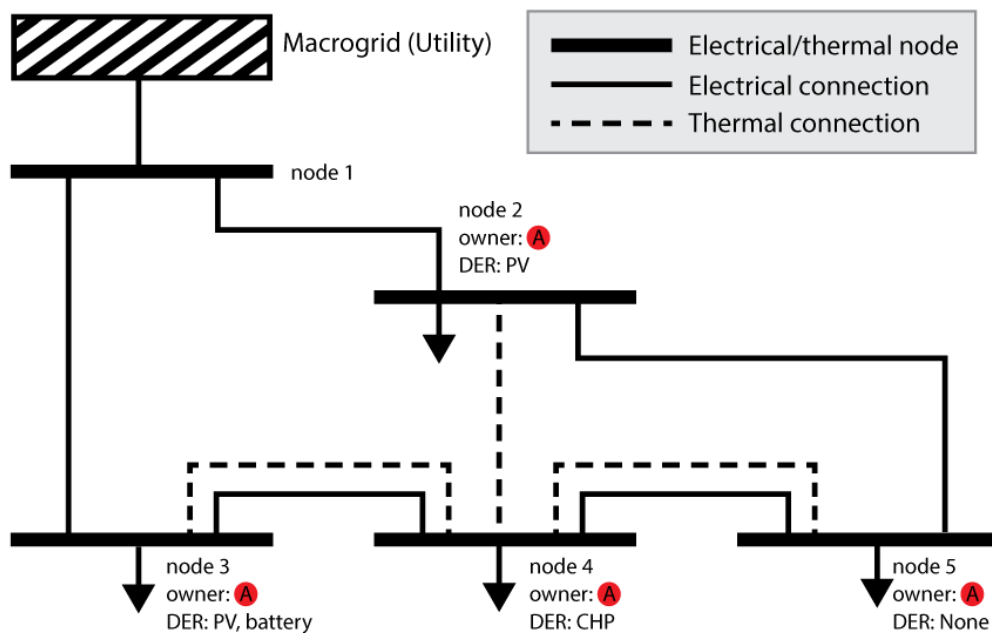 Macrogrid (Utility)
Electrical/thermal node
Electrical connection
Thermal connection
node 1
node 2
owner: A
DER: PV
node 3
owner: A
DER: PV, battery
node 4
owner: A
DER: CHP
node 5
owner: A
DER: None